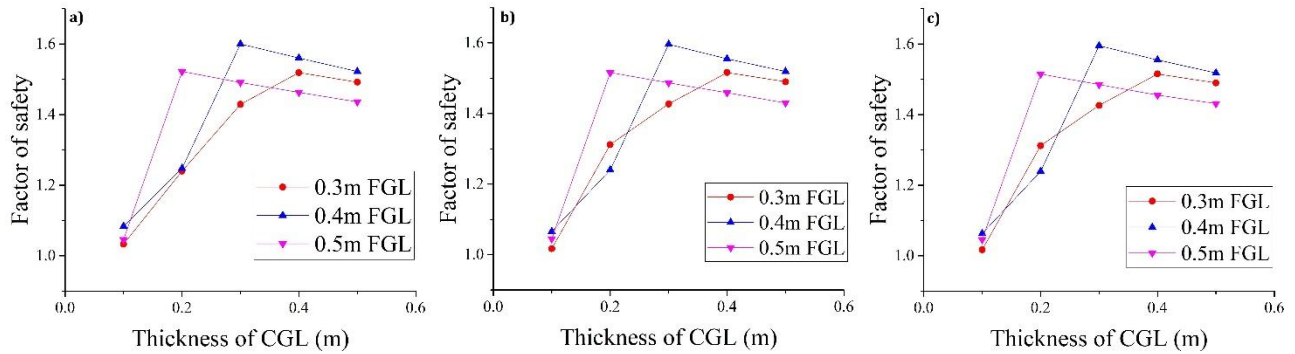 a)
Factor of safety
1.6
1.4
1.2
1.0
0.0 0.2 0.4 0.6
Thickness of CGL (m)
0.3m FGL
0.4m FGL
0.5m FGL
b)
Factor of safety
1.6
1.4
1.2
1.0
0.0 0.2 0.4 0.6
Thickness of CGL (m)
0.3m FGL
0.4m FGL
0.5m FGL
c)
Factor of safety
1.6
1.4
1.2
1.0
0.0 0.2 0.4 0.6
Thickness of CGL (m)
0.3m FGL
0.4m FGL
0.5m FGL